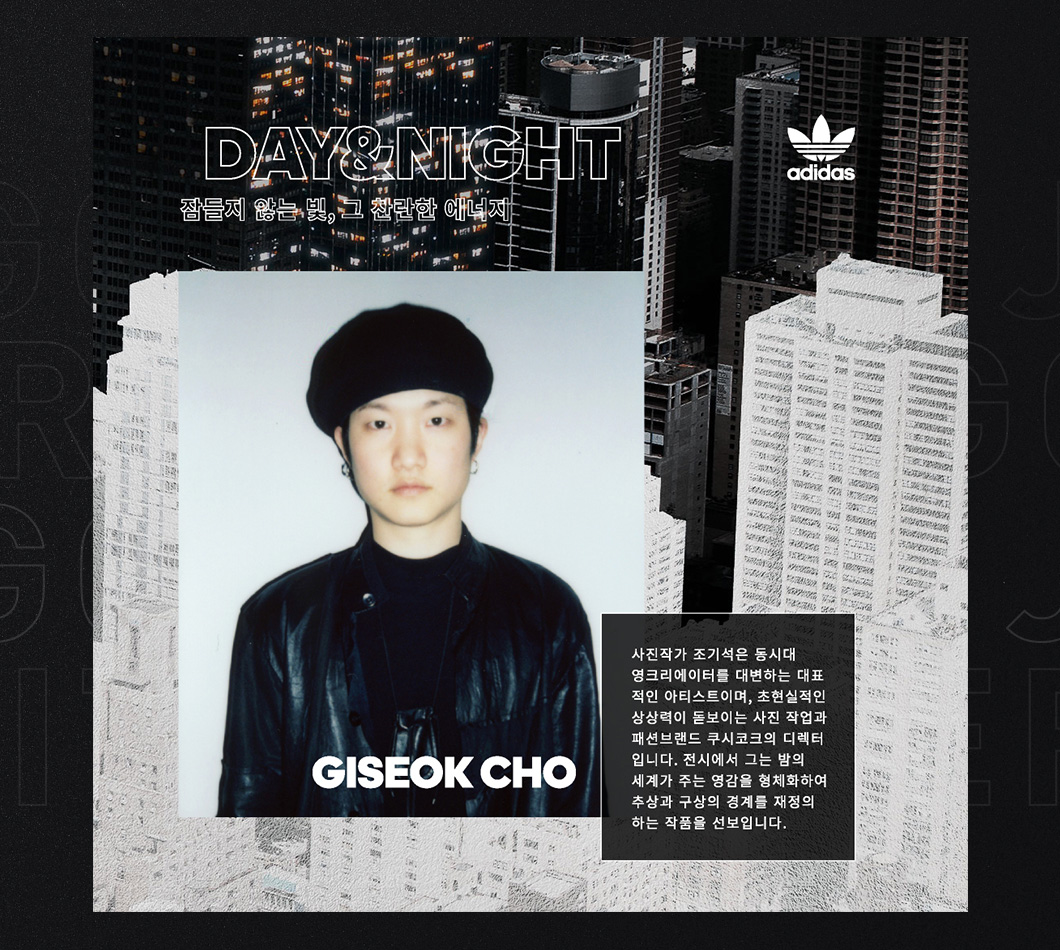 DAY&NIGHT
adidas
잠들지 않는 빛, 그 찬란한 에너지
GISEOK CHO
사진작가 조기석은 동시대
영크리에이터를 대변하는 대표
적인 아티스트이며, 초현실적인
상상력이 돋보이는 사진 작업과
패션브랜드 쿠시코크의 디렉터
입니다. 전시에서 그는 밤의
세계가 주는 영감을 형체화하여
추상과 구상의 경계를 재정의
하는 작품을 선보입니다.